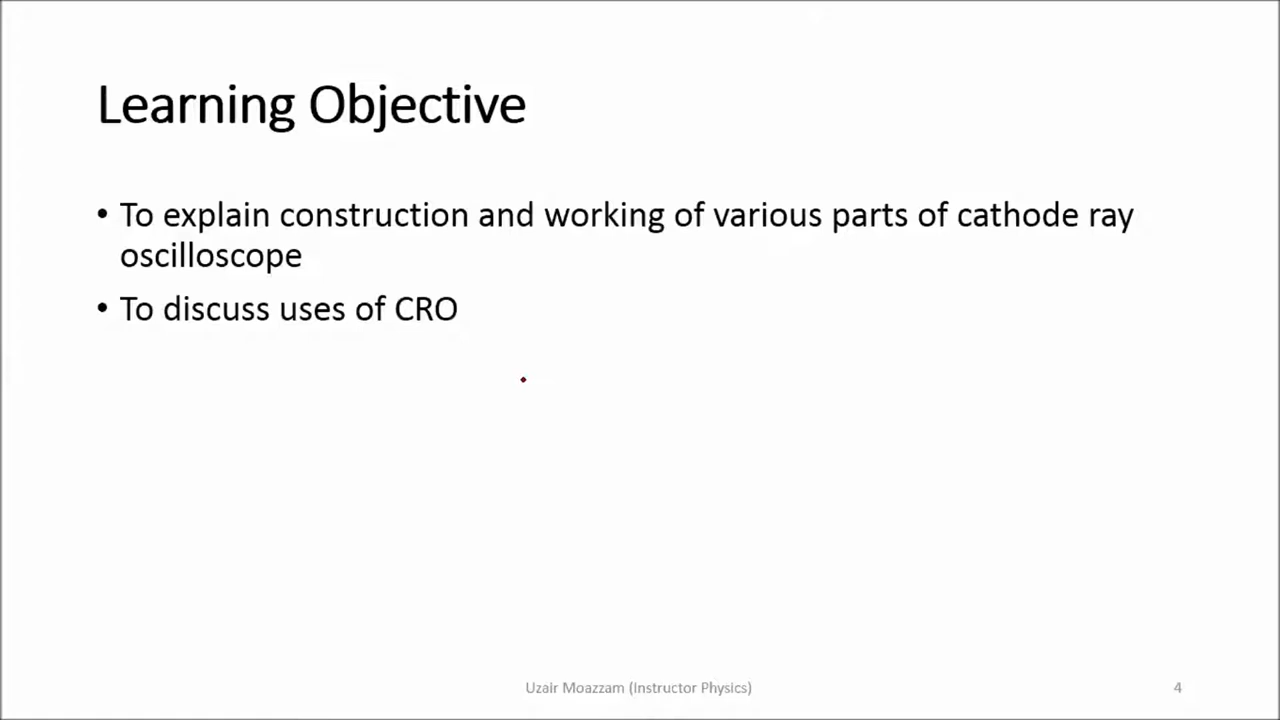 Learning Objective
• To explain construction and working of various parts of cathode ray
oscilloscope
• To discuss uses of CRO
Uzair Moazzam (Instructor Physics)
4